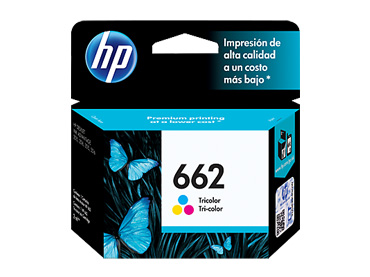 hp
Impresión de
alta calidad
a un costo
más bajo*
Premium printing
at a lower cost*
662
Tricolor
Tri-color